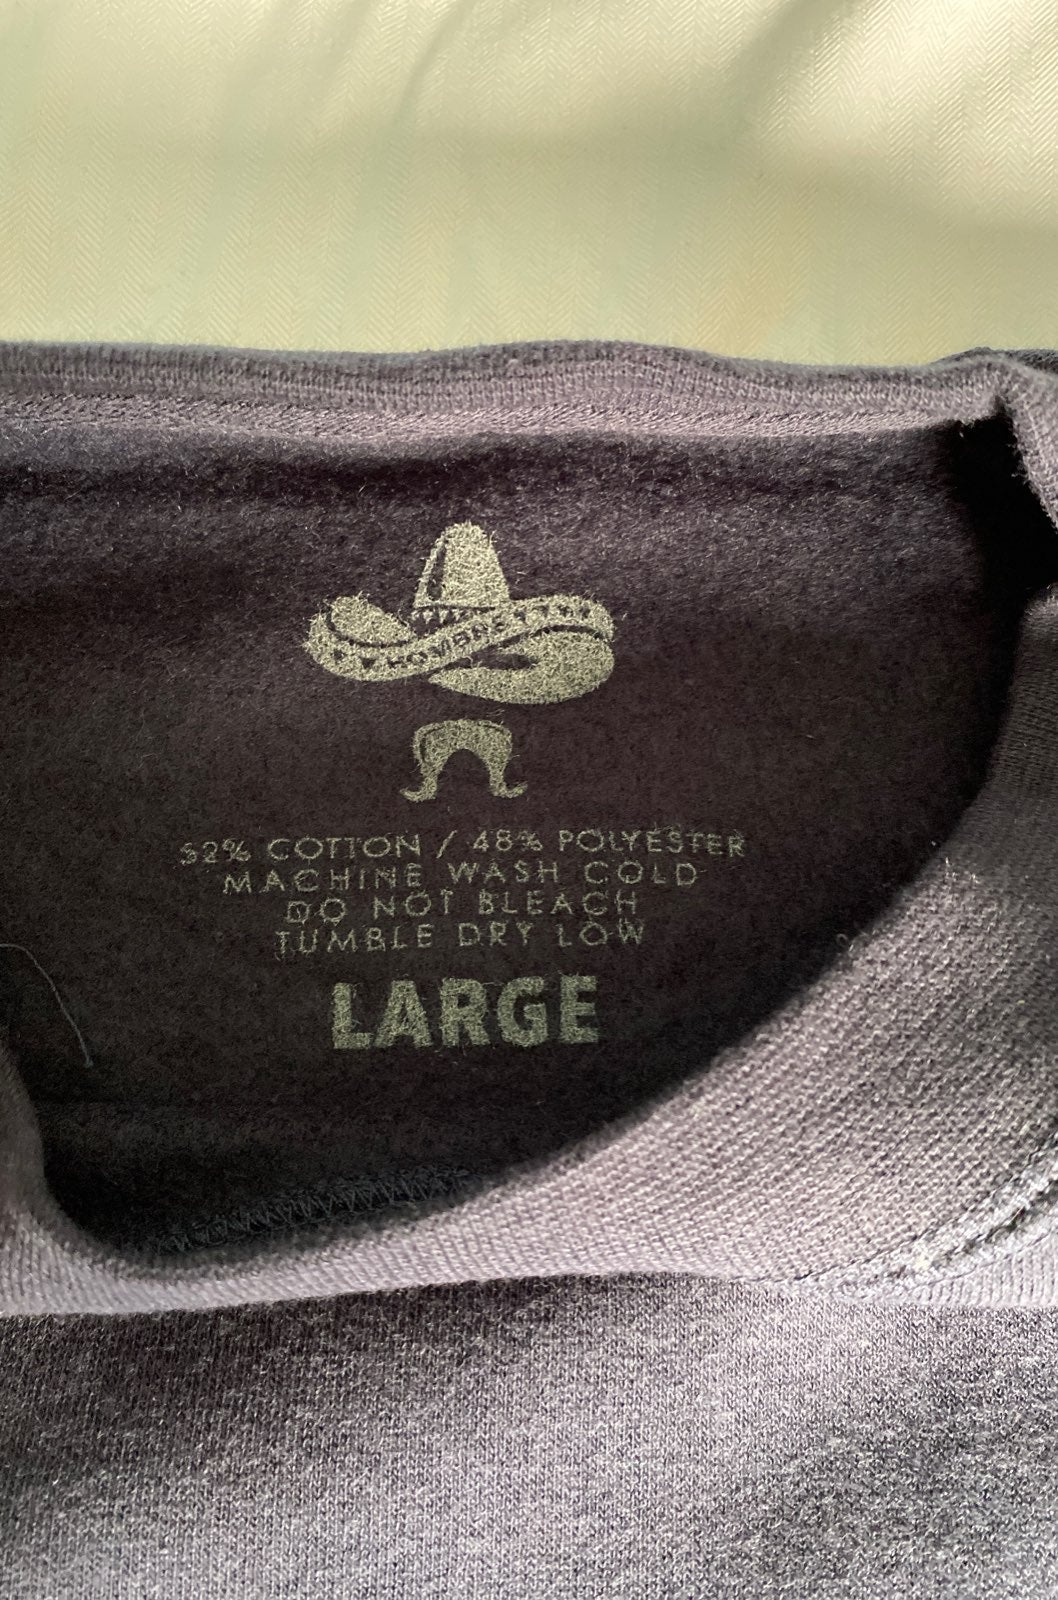 HOMBRE
52% COTTON / 48% POLYESTER
MACHINE WASH COLD
DO NOT BLEACH
TUMBLE DRY LOW
LARGE